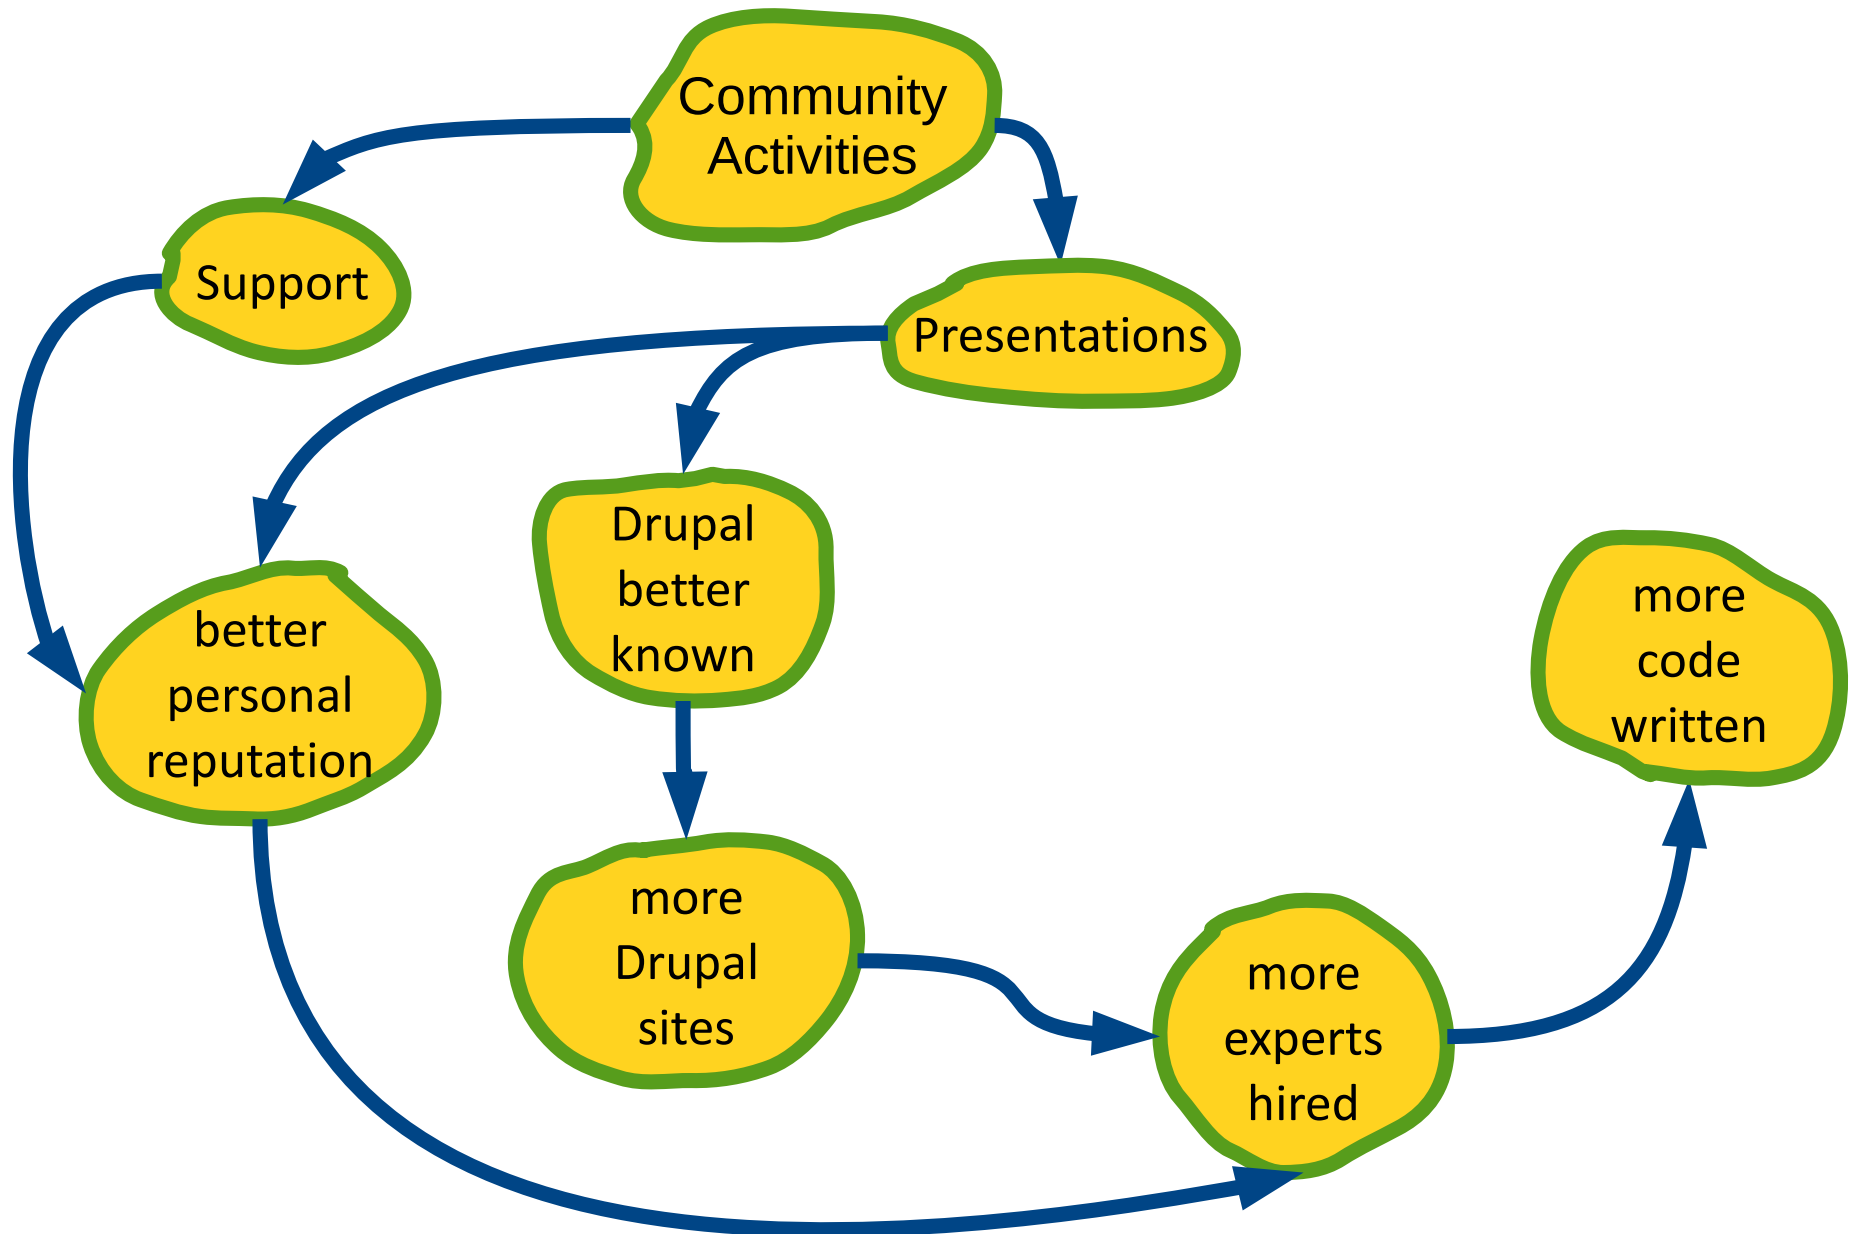 Community
Activities
Support
Presentations
Drupal
better
known
better
personal
reputation
more
code
written
more
Drupal
sites
more
experts
hired